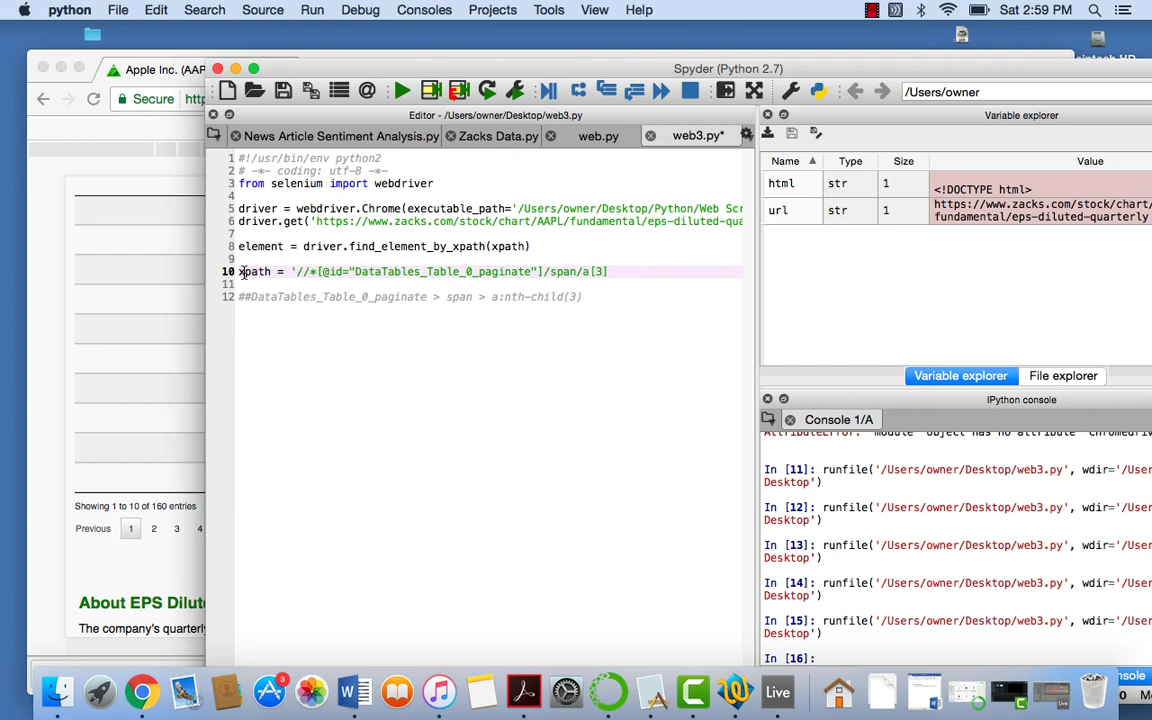 python File Edit Search Source Run Debug Consoles Projects Tools View Help Sat 2:59 PM
Apple Inc. (AAP
Secure
Spyder (Python 2.7)
/Users/owner
Editor - /Users/owner/Desktop/web3.py
Variable explorer
News Article Sentiment Analysis.py Zacks Data.py web.py web3.py*
Name Type Size Value
html str 1 <!DOCTYPE html>
url str 1 https://www.zacks.com/stock/chart/
fundamental/eps-diluted-quarterly
1 #!/usr/bin/env python2
2 # -*- coding: utf-8 -*-
3 from selenium import webdriver
4
5 driver = webdriver.Chrome(executable_path='/Users/owner/Desktop/Python/Web Scr
6 driver.get('https://www.zacks.com/stock/chart/AAPL/fundamental/eps-diluted-qua
7
8 element = driver.find_element_by_xpath(xpath)
9
10 xpath = '//*[@id="DataTables_Table_0_paginate"]/span/a[3]
11
12 ##DataTables_Table_0_paginate > span > a:nth-child(3)
Variable explorer File explorer
IPython console
Console 1/A
In [11]: runfile('/Users/owner/Desktop/web3.py', wdir='/User
Desktop')
In [12]: runfile('/Users/owner/Desktop/web3.py', wdir='/User
Desktop')
In [13]: runfile('/Users/owner/Desktop/web3.py', wdir='/User
Desktop')
In [14]: runfile('/Users/owner/Desktop/web3.py', wdir='/User
Desktop')
In [15]: runfile('/Users/owner/Desktop/web3.py', wdir='/User
Desktop')
In [16]:
Showing 1 to 10 of 160 entries
Previous 1 2 3 4
About EPS Dilute
The company's quarterly
3
Live